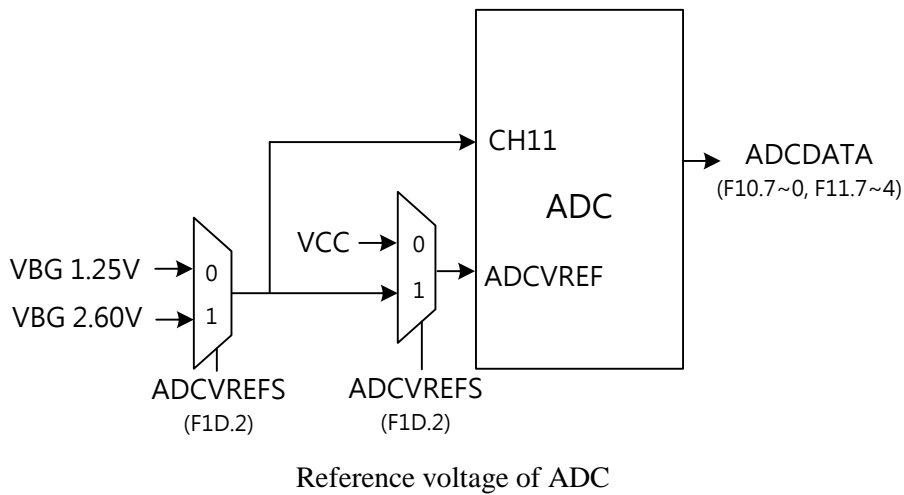 CH11
ADCDATA
(F10.7~0, F11.7~4)
ADC
VCC
0
1
ADCVREF
VBG 1.25V
0
VBG 2.60V
1
ADCVREFS
(F1D.2)
ADCVREFS
(F1D.2)
Reference voltage of ADC